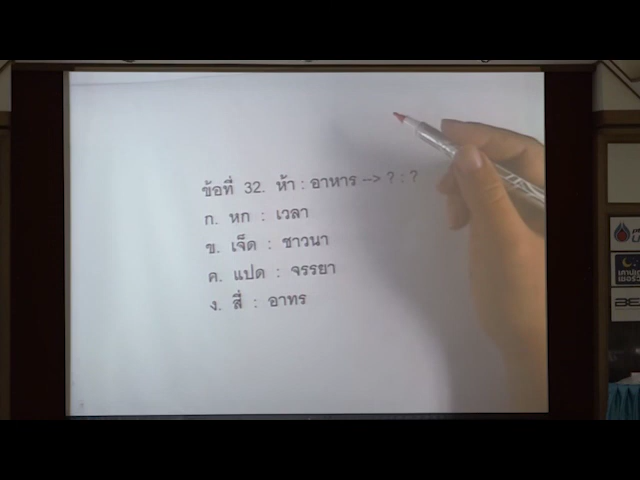 ข้อที่ 32. ห้า : อาหาร --> ? : ?
ก. หก : เวลา
ข. เจ็ด : ชาวนา
ค. แปด : จรรยา
ง. สี่ : อาทร